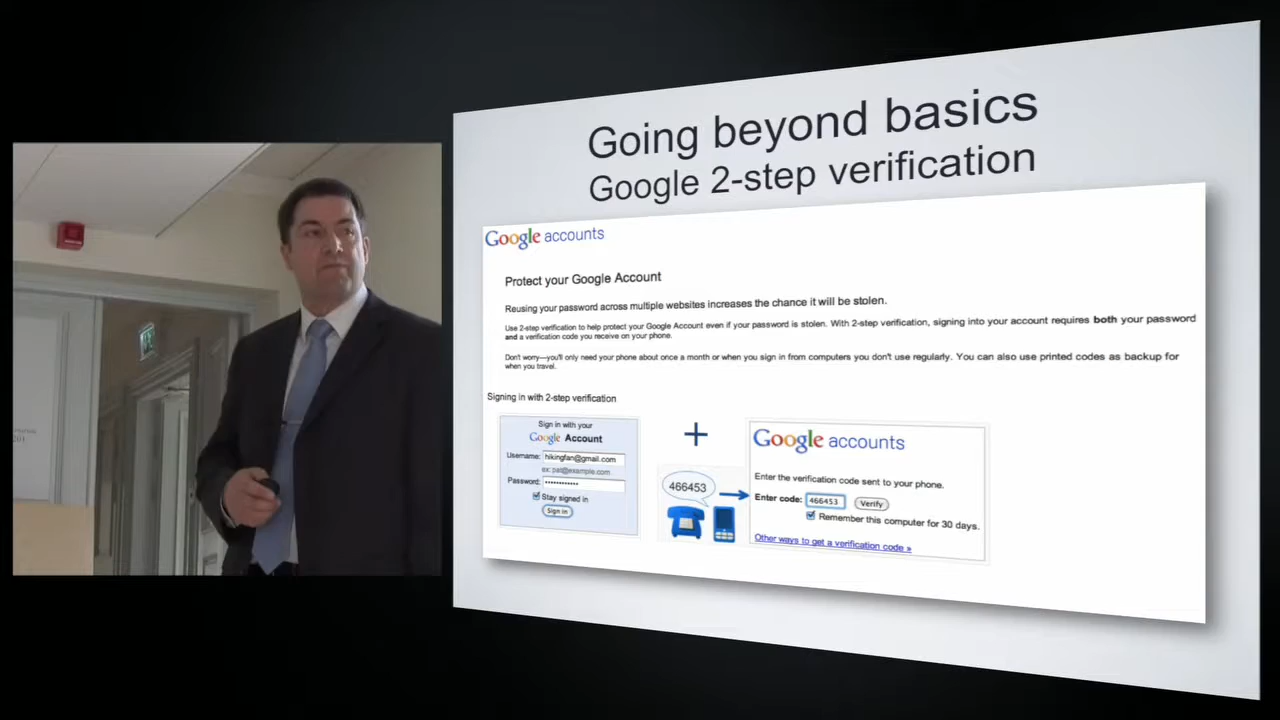 Going beyond basics
Google 2-step verification
Google accounts
Protect your Google Account
Reusing your password across multiple websites increases the chance it will be stolen.
Use 2-step verification to help protect your Google Account even if your password is stolen. With 2-step verification, signing into your account requires both your password
and a verification code you receive on your phone.
Don't worry—you'll only need your phone about once a month or when you sign in from computers you don't use regularly. You can also use printed codes as backup for
when you travel.
Signing in with 2-step verification
Sign in with your
Google Account
Username: hikingfan@gmail.com
ex: pat@example.com
Password: ••••••••••••
Stay signed in
Sign in
+
466453
Google accounts
Enter the verification code sent to your phone.
Enter code: 466453 Verify
Remember this computer for 30 days.
Other ways to get a verification code »